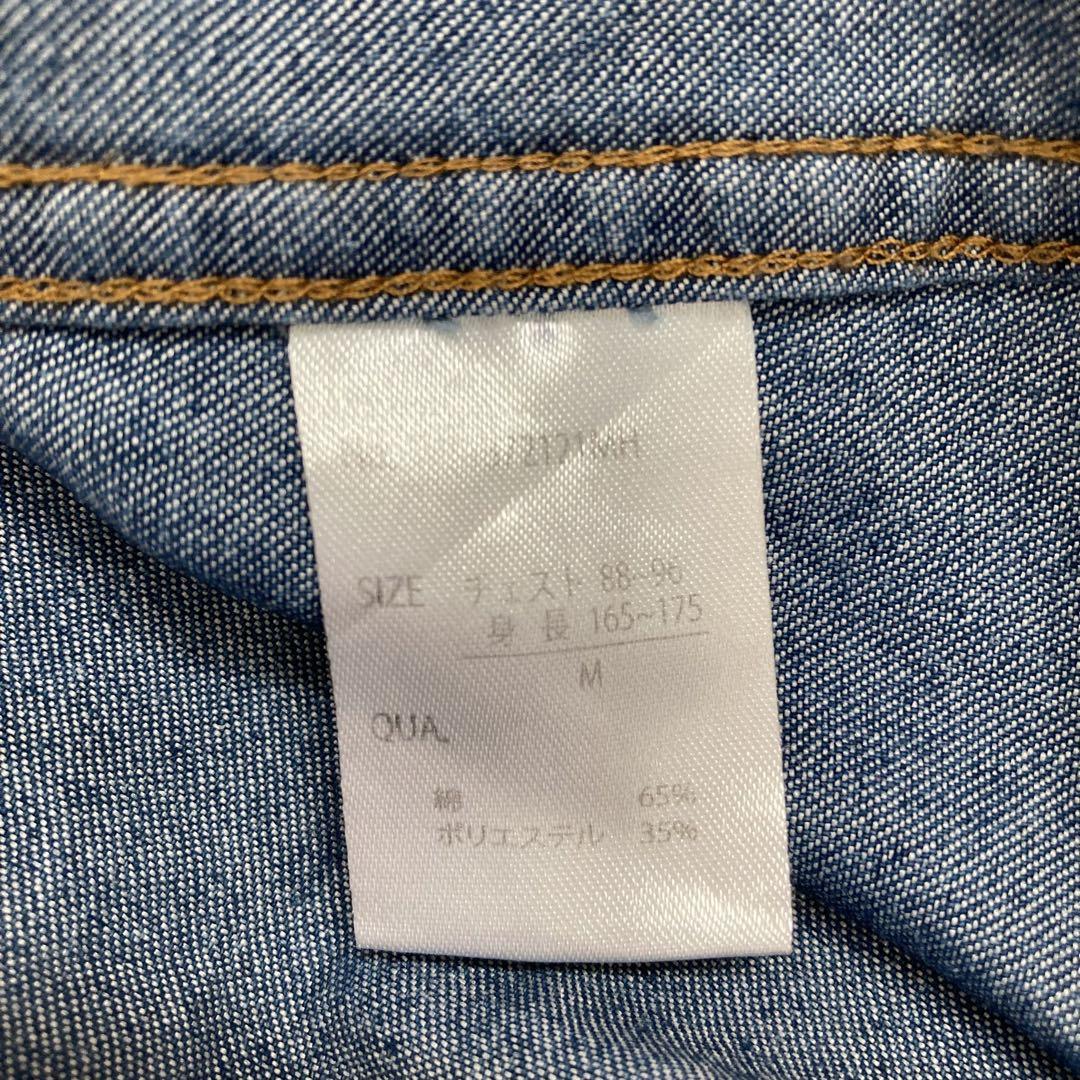 SIZE チェスト 88~96
身 長 165~175
M
QUA.
綿 65%
ポリエステル 35%